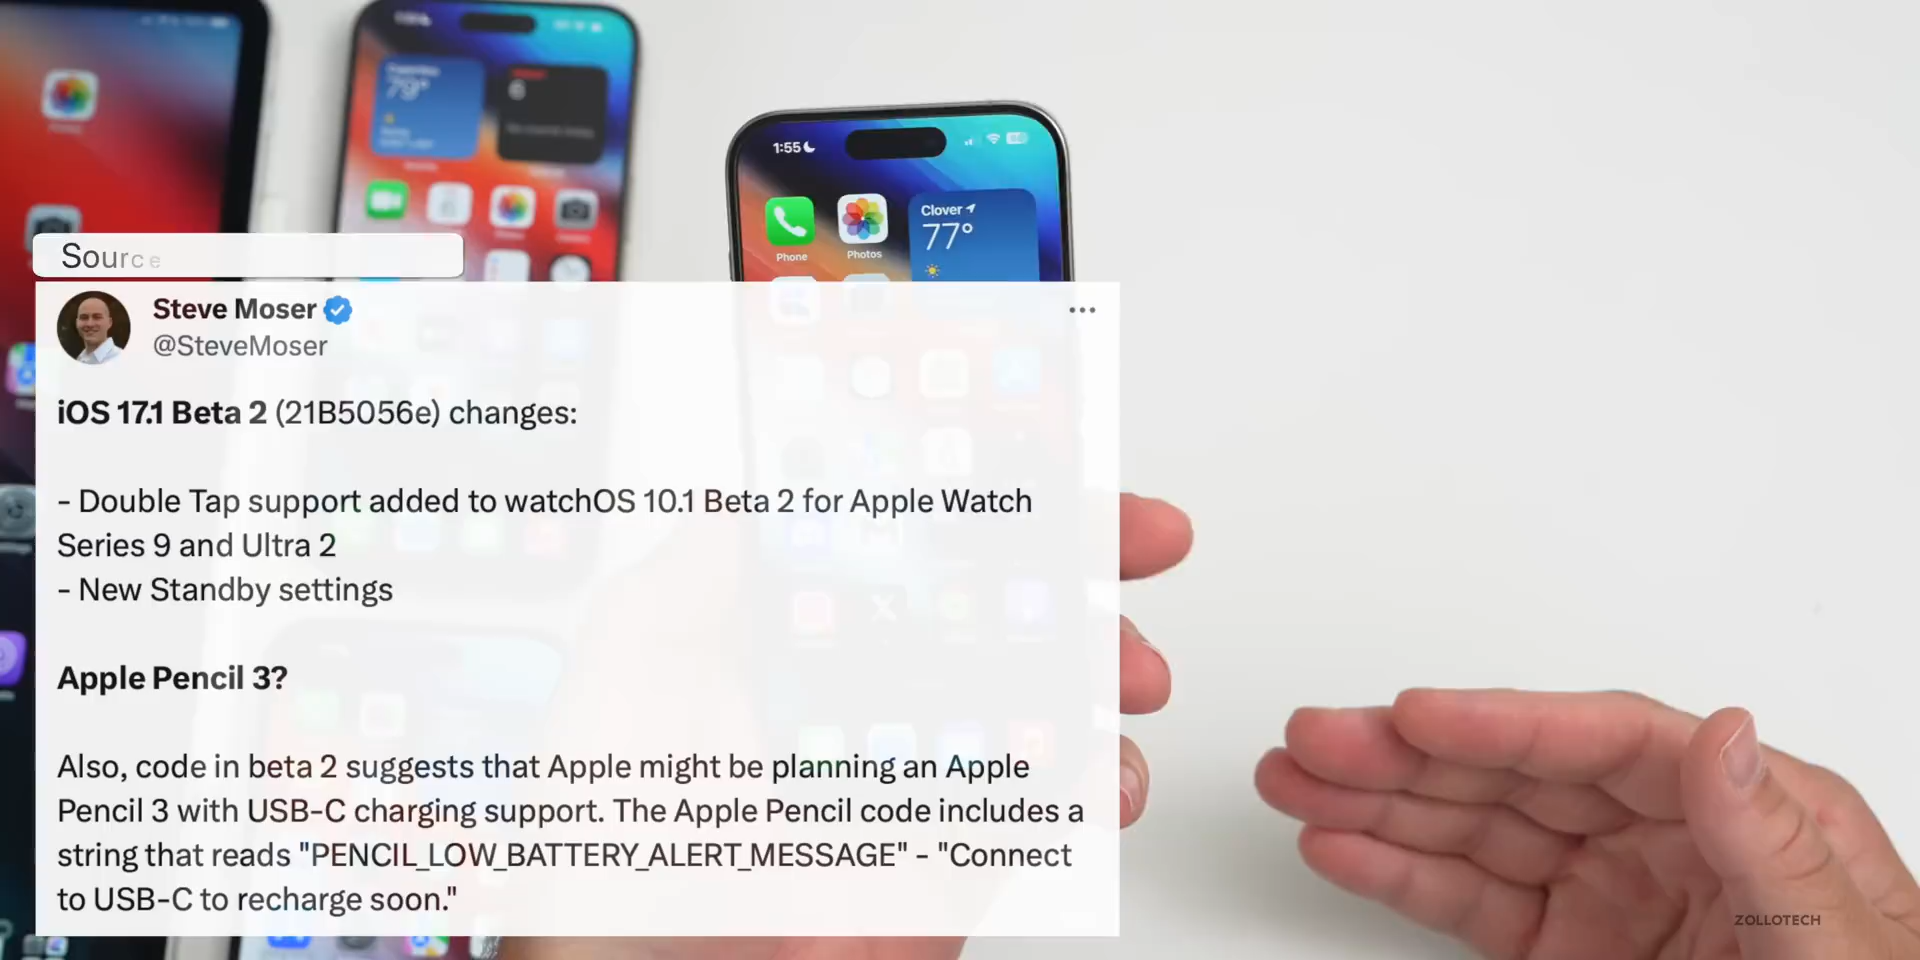 79°
6
1:55
Clover
77°
Phone
Photos
Source
Steve Moser
@SteveMoser
iOS 17.1 Beta 2 (21B5056e) changes:
- Double Tap support added to watchOS 10.1 Beta 2 for Apple Watch
Series 9 and Ultra 2
- New Standby settings
Apple Pencil 3?
Also, code in beta 2 suggests that Apple might be planning an Apple
Pencil 3 with USB-C charging support. The Apple Pencil code includes a
string that reads "PENCIL_LOW_BATTERY_ALERT_MESSAGE" - "Connect
to USB-C to recharge soon."
ZOLLOTECH